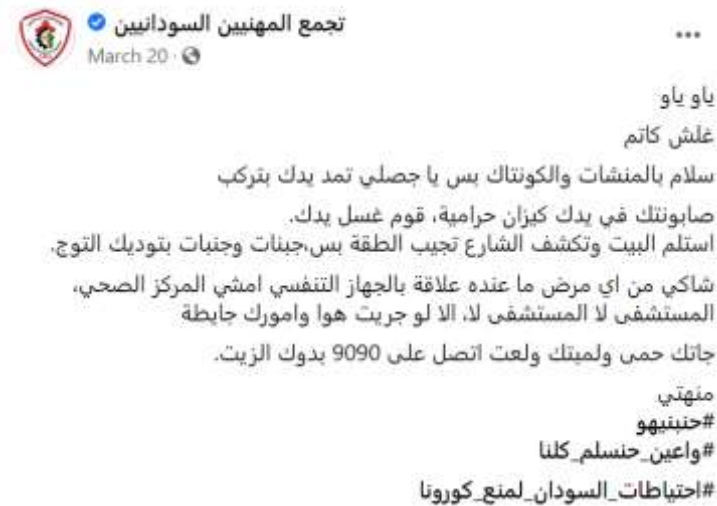 تجمع المهنيين السودانيين
March 20
ياو ياو
غلش كاتم
سلام بالمنشات والكونتاك بس يا جصلي تمد يدك بتركب
صابونتك في يدك كيزان حرامية، قوم غسل يدك.
استلم البيت وتكشف الشارع تجيب الطقة بس،جبنات وجنبات بتوديك التوج.
شاكي من اي مرض ما عنده علاقة بالجهاز التنفسي امشي المركز الصحي،
المستشفى لا المستشفى لا، الا لو جريت هوا وامورك جايطة
جاتك حمى ولمبتك ولعت اتصل على 9090 بدوك الزيت.
منهتي
#حنبنيهو
#واعين_حنسلم_كلنا
#احتياطات_السودان_لمنع_كورونا